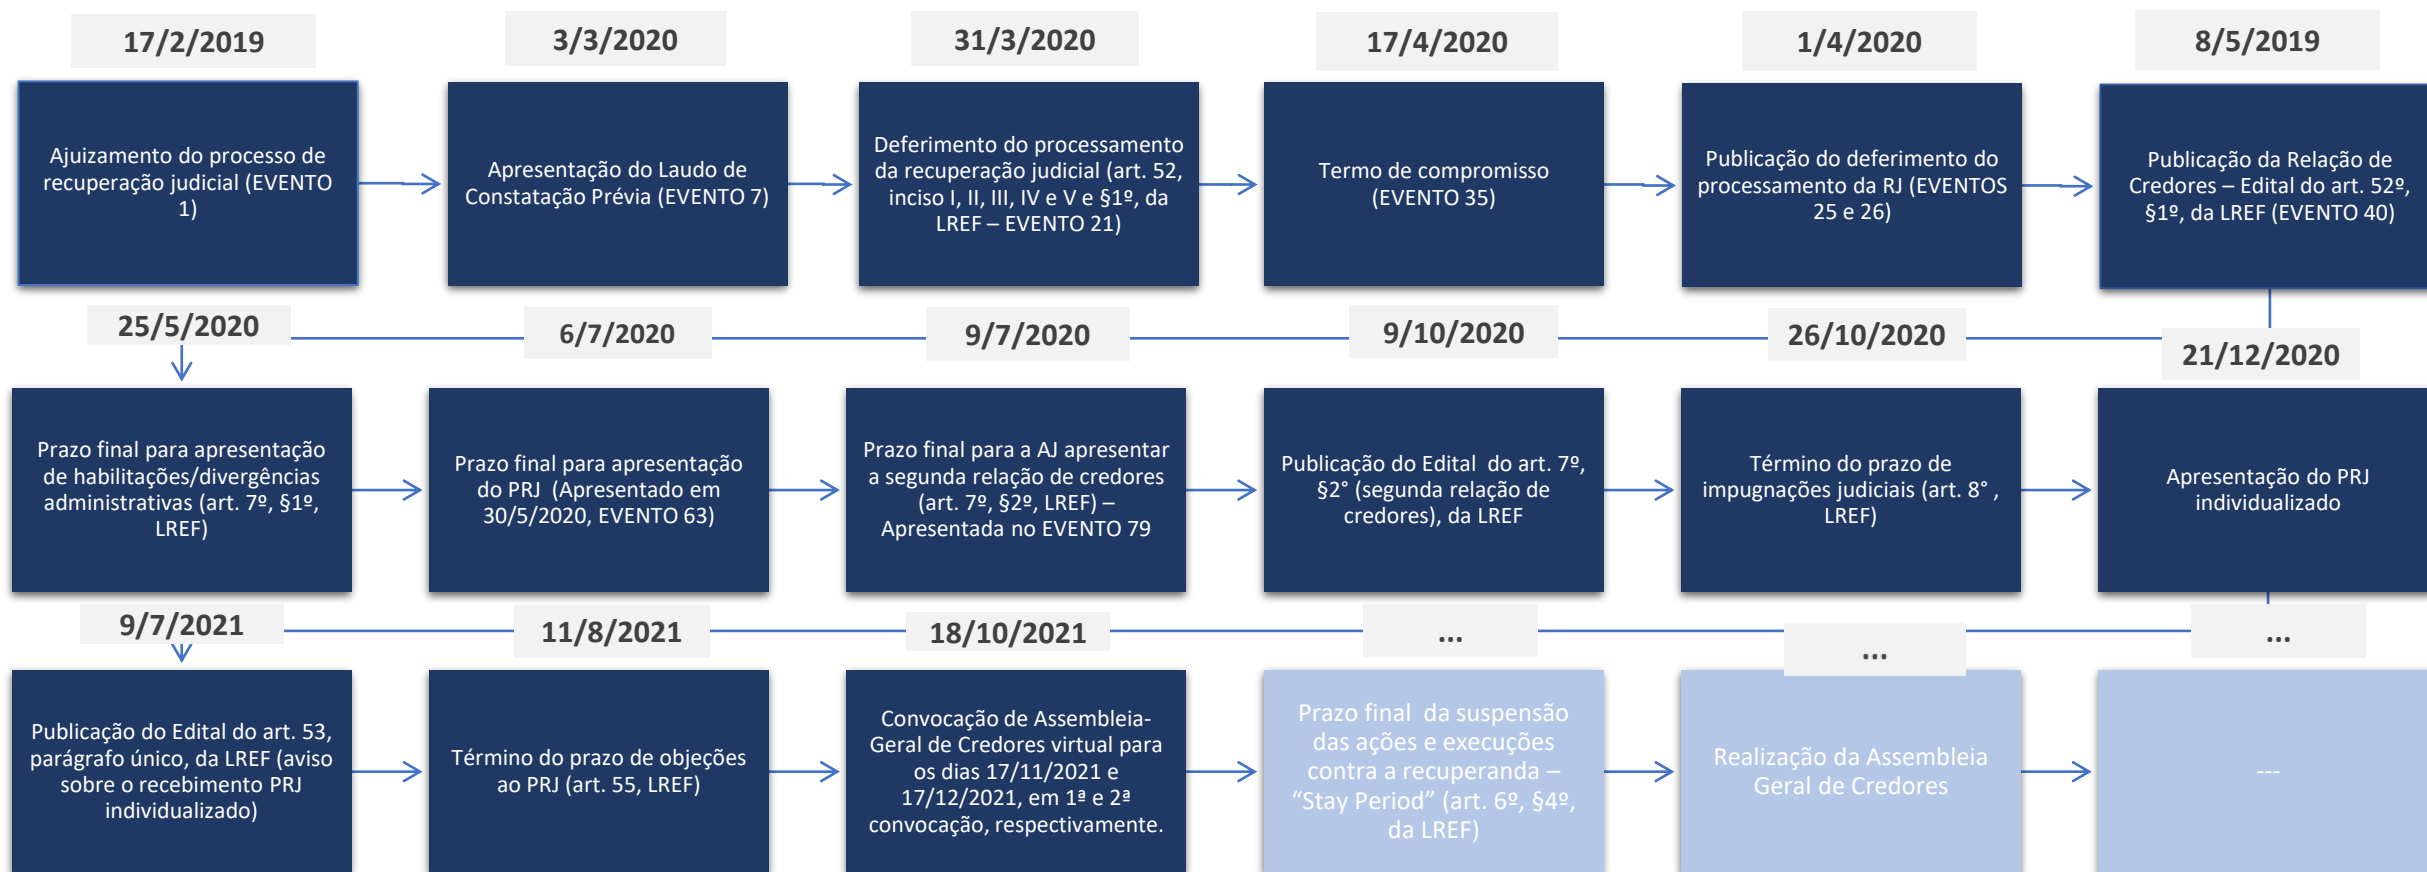 17/2/2019
3/3/2020
31/3/2020
17/4/2020
1/4/2020
8/5/2019
Ajuizamento do processo de
recuperação judicial (EVENTO
1)
Apresentação do Laudo de
Constatação Prévia (EVENTO 7)
Deferimento do processamento
da recuperação judicial (art. 52,
inciso I, II, III, IV e V e §1º, da
LREF – EVENTO 21)
Termo de compromisso
(EVENTO 35)
Publicação do deferimento do
processamento da RJ (EVENTOS
25 e 26)
Publicação da Relação de
Credores – Edital do art. 52º,
§1º, da LREF (EVENTO 40)
25/5/2020
6/7/2020
9/7/2020
9/10/2020
26/10/2020
21/12/2020
Prazo final para apresentação
de habilitações/divergências
administrativas (art. 7º, §1º,
LREF)
Prazo final para apresentação
do PRJ (Apresentado em
30/5/2020, EVENTO 63)
Prazo final para a AJ apresentar
a segunda relação de credores
(art. 7º, §2º, LREF) –
Apresentada no EVENTO 79
Publicação do Edital do art. 7º,
§2° (segunda relação de
credores), da LREF
Término do prazo de
impugnações judiciais (art. 8° ,
LREF)
Apresentação do PRJ
individualizado
9/7/2021
11/8/2021
18/10/2021
...
...
...
Publicação do Edital do art. 53,
parágrafo único, da LREF (aviso
sobre o recebimento PRJ
individualizado)
Término do prazo de objeções
ao PRJ (art. 55, LREF)
Convocação de Assembleia-
Geral de Credores virtual para
os dias 17/11/2021 e
17/12/2021, em 1ª e 2ª
convocação, respectivamente.
Prazo final da suspensão
das ações e execuções
contra a recuperanda –
“Stay Period” (art. 6º, §4º,
da LREF)
Realização da Assembleia
Geral de Credores
---